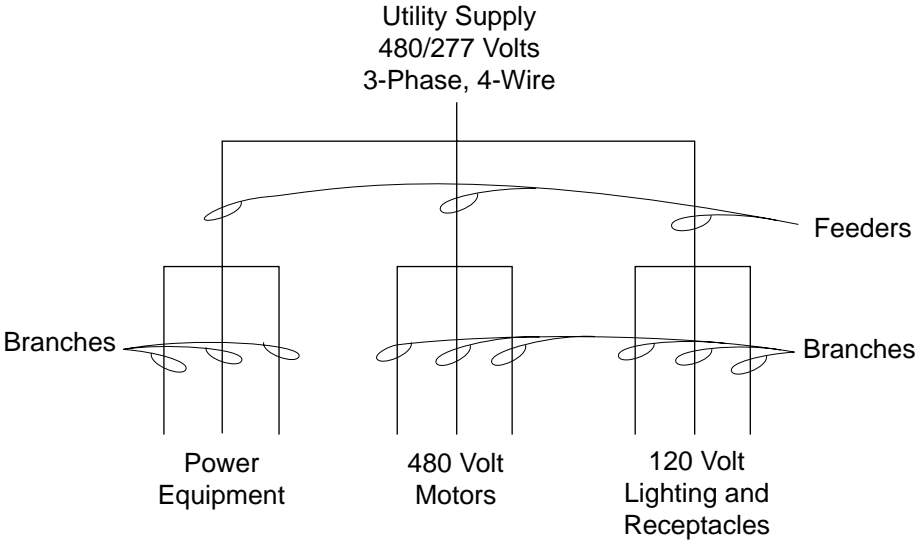 Utility Supply
480/277 Volts
3-Phase, 4-Wire
Feeders
Branches
Branches
Power
Equipment
480 Volt
Motors
120 Volt
Lighting and
Receptacles